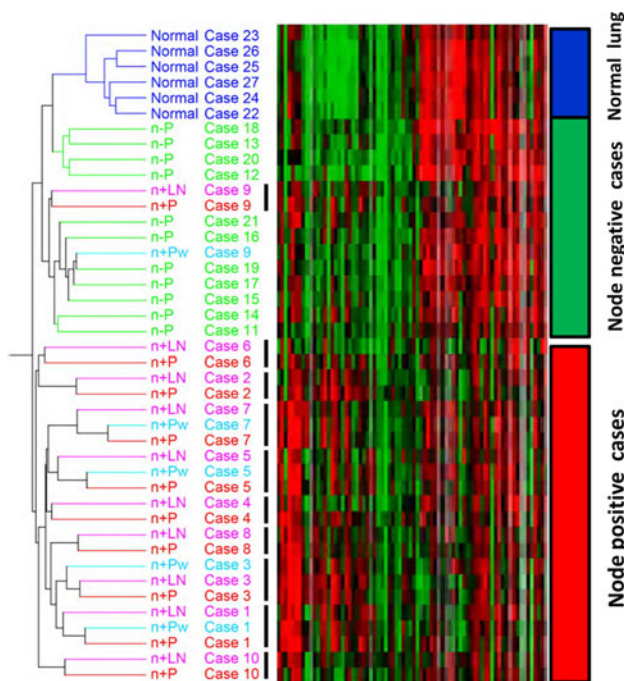 Normal Case 23
Normal Case 26
Normal Case 25
Normal Case 27
Normal Case 24
Normal Case 22
n-P Case 18
n-P Case 13
n-P Case 20
n-P Case 12
n+LN Case 9
n+P Case 9
n-P Case 21
n-P Case 16
n+Pw Case 9
n-P Case 19
n-P Case 17
n-P Case 15
n-P Case 14
n-P Case 11
n+LN Case 6
n+P Case 6
n+LN Case 2
n+P Case 2
n+LN Case 7
n+Pw Case 7
n+P Case 7
n+LN Case 5
n+Pw Case 5
n+P Case 5
n+LN Case 4
n+P Case 4
n+LN Case 8
n+P Case 8
n+Pw Case 3
n+LN Case 3
n+P Case 3
n+LN Case 1
n+Pw Case 1
n+P Case 1
n+LN Case 10
n+P Case 10
Normal lung
Node negative cases
Node positive cases